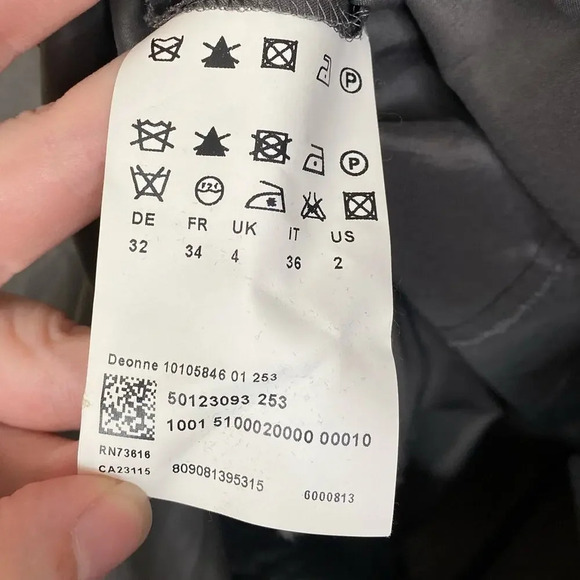 P
P
DE FR UK IT US
32 34 4 36 2
Deonne 10105846 01 253
50123093 253
1001 5100020000 00010
RN73616
CA23115 809081395315 6000813